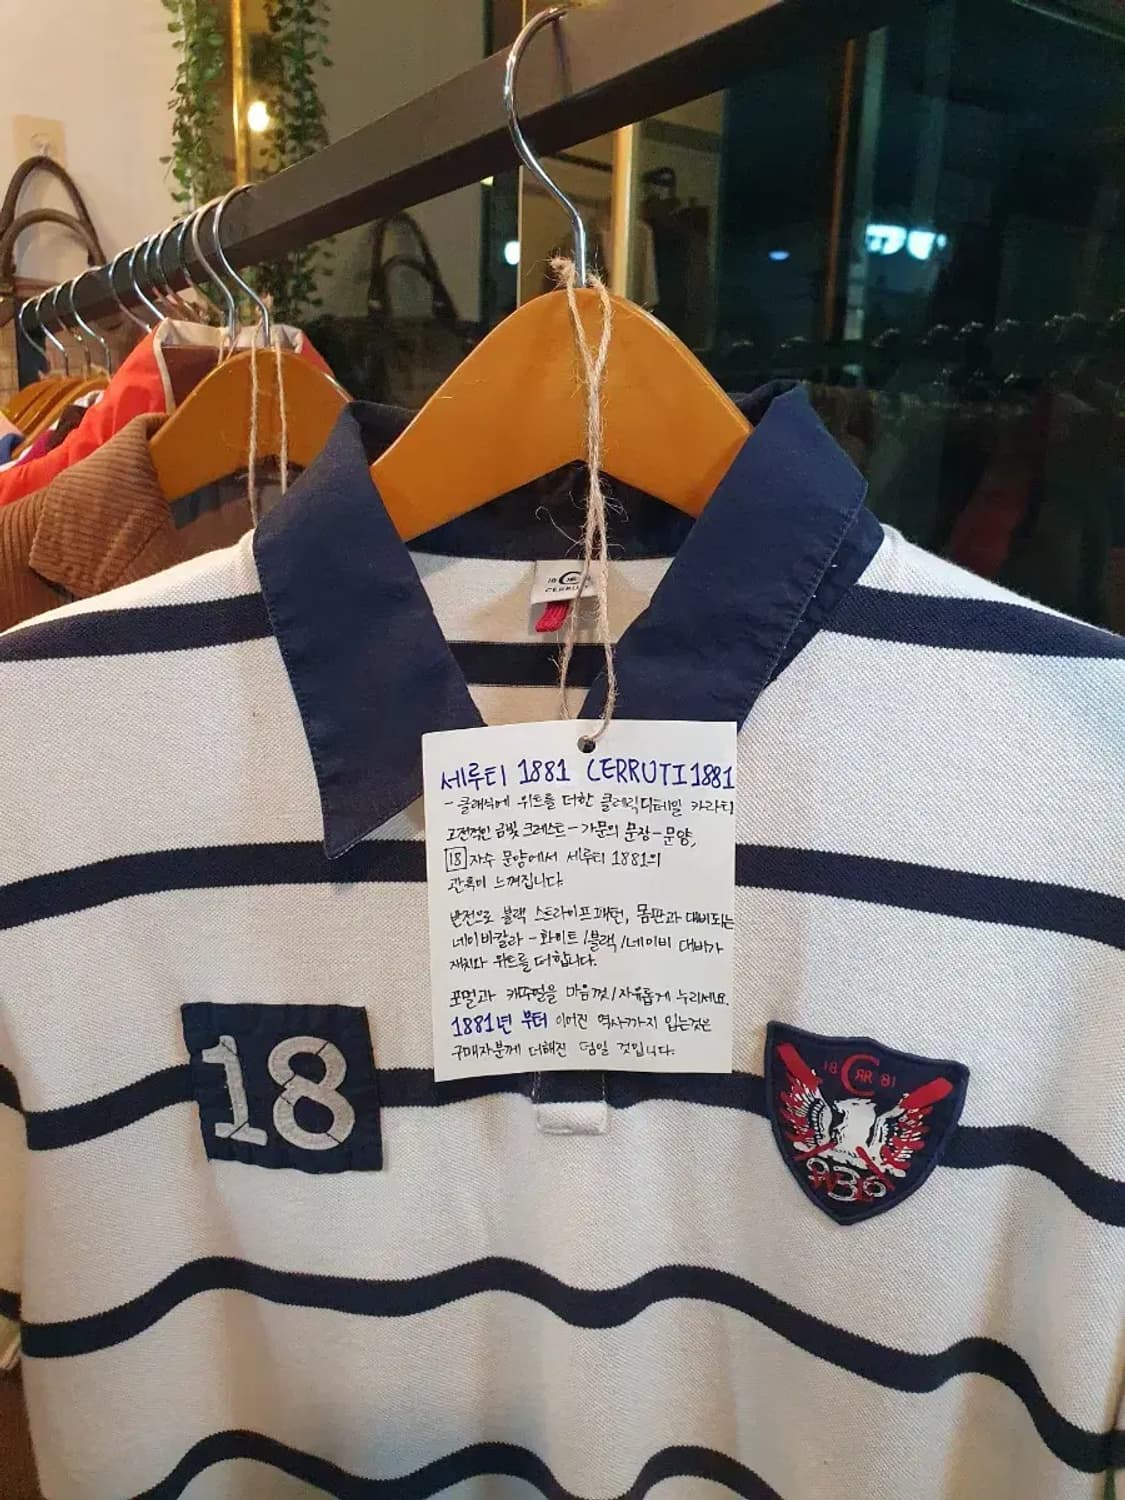 18 CRR 81
CERRUTI
세루티 1881 CERRUTI 1881
- 클래식에 위트를 더한 클래릭디테일 카라티
고전적인 금빛 크레스트 - 가문의 문장 - 문양,
18 자수 문양에서 세루티 1881의
관록이 느껴집니다.
반전으로 블랙 스트라이프패턴, 몸판과 대비되는
네이비칼라 - 화이트/블랙/네이비 대비가
재치와 위트를 더합니다.
포멀과 캐쥬얼을 마음껏/자유롭게 누리세요.
1881년 부터 이어진 역사까지 입는것은
구매자분께 더해진 덤일 것입니다.
18
18 CRR 81